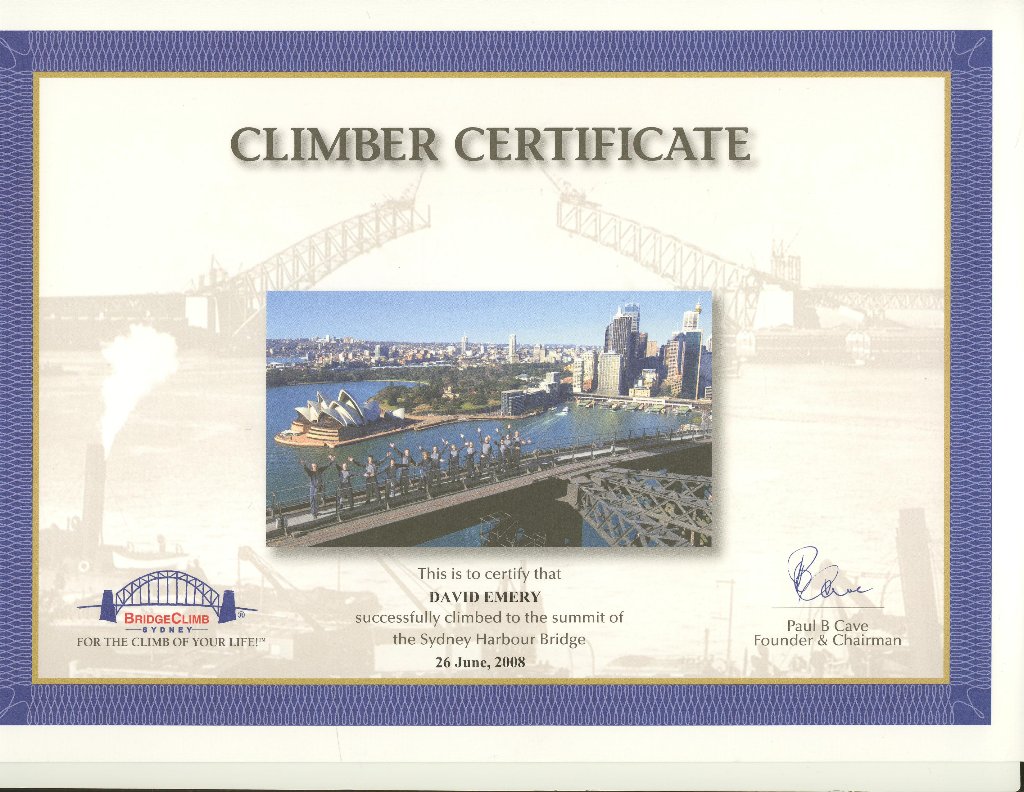 CLIMBER CERTIFICATE
This is to certify that
DAVID EMERY
successfully climbed to the summit of
the Sydney Harbour Bridge
26 June, 2008
BRIDGECLIMB ®
SYDNEY
FOR THE CLIMB OF YOUR LIFE!™
B Cave
Paul B Cave
Founder & Chairman